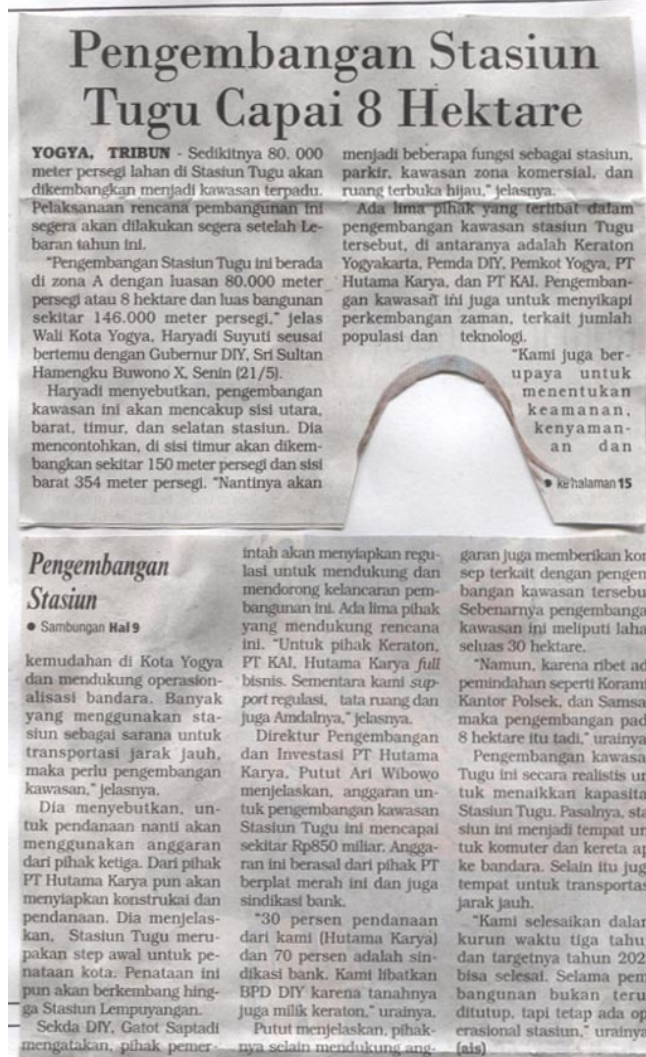 Pengembangan Stasiun
Tugu Capai 8 Hektare
YOGYA, TRIBUN - Sedikitnya 80. 000
meter persegi lahan di Stasiun Tugu akan
dikembangkan menjadi kawasan terpadu.
Pelaksanaan rencana pembangunan ini
segera akan dilakukan segera setelah Le-
baran tahun ini.
"Pengembangan Stasiun Tugu ini berada
di zona A dengan luasan 80.000 meter
persegi atau 8 hektare dan luas bangunan
sekitar 146.000 meter persegi," jelas
Wali Kota Yogya, Haryadi Suyuti seusai
bertemu dengan Gubernur DIY, Sri Sultan
Hamengku Buwono X, Senin (21/5).
Haryadi menyebutkan, pengembangan
kawasan ini akan mencakup sisi utara,
barat, timur, dan selatan stasiun. Dia
mencontohkan, di sisi timur akan dikem-
bangkan sekitar 150 meter persegi dan sisi
barat 354 meter persegi. "Nantinya akan
menjadi beberapa fungsi sebagai stasiun,
parkir, kawasan zona komersial, dan
ruang terbuka hijau," jelasnya.
Ada lima pihak yang terlibat dalam
pengembangan kawasan stasiun Tugu
tersebut, di antaranya adalah Keraton
Yogyakarta, Pemda DIY, Pemkot Yogya, PT
Hutama Karya, dan PT KAI. Pengemban-
gan kawasan ini juga untuk menyikapi
perkembangan zaman, terkait jumlah
populasi dan teknologi.
"Kami juga ber-
upaya untuk
menentukan
keamanan,
kenyaman-
an dan
● ke halaman 15
Pengembangan
Stasiun
● Sambungan Hal 9
kemudahan di Kota Yogya
dan mendukung operasion-
alisasi bandara. Banyak
yang menggunakan sta-
siun sebagai sarana untuk
transportasi jarak jauh,
maka perlu pengembangan
kawasan," jelasnya.
Dia menyebutkan, un-
tuk pendanaan nanti akan
menggunakan anggaran
dari pihak ketiga. Dari pihak
PT Hutama Karya pun akan
menyiapkan konstrukai dan
pendanaan. Dia menjelas-
kan, Stasiun Tugu meru-
pakan step awal untuk pe-
nataan kota. Penataan ini
pun akan berkembang hing-
ga Stasiun Lempuyangan.
Sekda DIY, Gatot Saptadi
mengatakan, pihak pemer-
intah akan menyiapkan regu-
lasi untuk mendukung dan
mendorong kelancaran pem-
bangunan ini. Ada lima pihak
yang mendukung rencana
ini. "Untuk pihak Keraton,
PT KAI, Hutama Karya full
bisnis. Sementara kami sup-
port regulasi, tata ruang dan
juga Amdalnya," jelasnya.
Direktur Pengembangan
dan Investasi PT Hutama
Karya, Putut Ari Wibowo
menjelaskan, anggaran un-
tuk pengembangan kawasan
Stasiun Tugu ini mencapai
sekitar Rp850 miliar. Angga-
ran ini berasal dari pihak PT
berplat merah ini dan juga
sindikasi bank.
"30 persen pendanaan
dari kami (Hutama Karya)
dan 70 persen adalah sin-
dikasi bank. Kami libatkan
BPD DIY karena tanahnya
juga milik keraton," urainya.
Putut menjelaskan, pihak-
nya selain mendukung ang-
garan juga memberikan kon
sep terkait dengan pengem
bangan kawasan tersebu
Sebenarnya pengembanga
kawasan ini meliputi laha
seluas 30 hektare.
"Namun, karena ribet ad
pemindahan seperti Korami
Kantor Polsek, dan Samsa
maka pengembangan pad
8 hektare itu tadi," urainya
Pengembangan kawasa
Tugu ini secara realistis un
tuk menaikkan kapasita
Stasiun Tugu. Pasalnya, sta
siun ini menjadi tempat un
tuk komuter dan kereta ap
ke bandara. Selain itu jug
tempat untuk transportas
jarak jauh.
"Kami selesaikan dalar
kurun waktu tiga tahu
dan targetnya tahun 202
bisa selesai. Selama pem
bangunan bukan teru
ditutup, tapi tetap ada op
erasional stasiun," urainya
(ais)